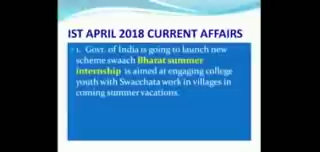 IST APRIL 2018 CURRENT AFFAIRS
1. Govt. of India is going to launch new
scheme swaach Bharat summer
internship is aimed at engaging college
youth with Swacchata work in villages in
coming summer vacations.